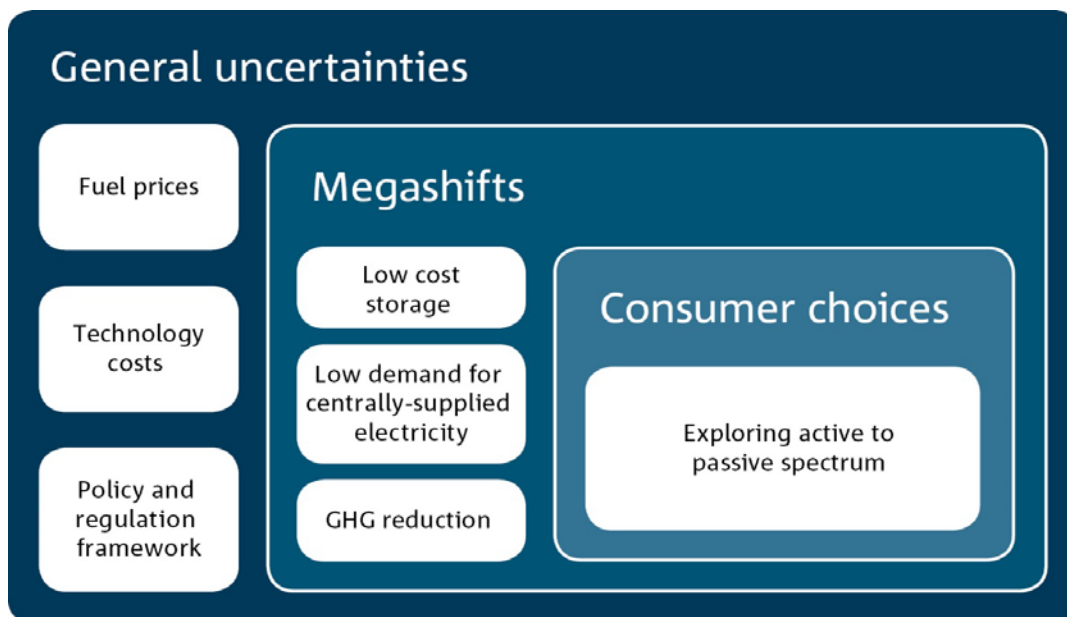 General uncertainties
Fuel prices
Technology
costs
Policy and
regulation
framework
Megashifts
Low cost
storage
Low demand for
centrally-supplied
electricity
GHG reduction
Consumer choices
Exploring active to
passive spectrum